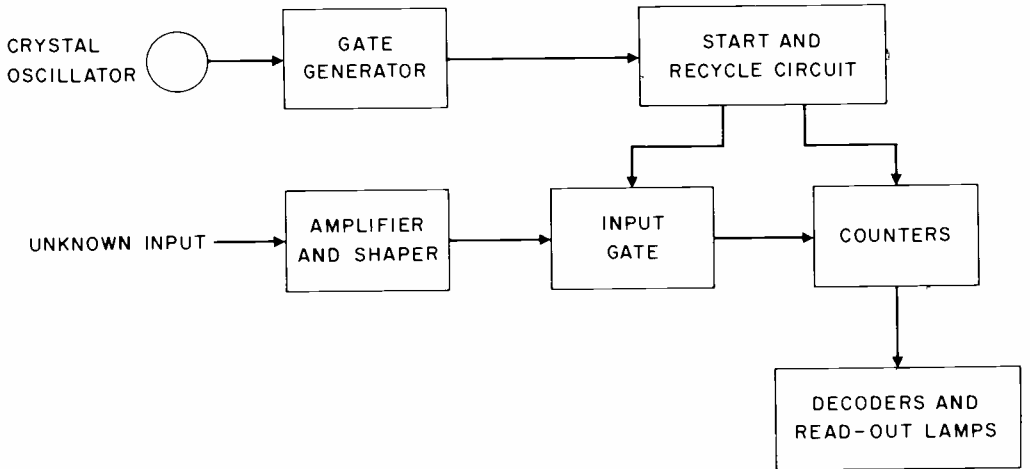 CRYSTAL
OSCILLATOR
GATE
GENERATOR
START AND
RECYCLE CIRCUIT
UNKNOWN INPUT
AMPLIFIER
AND SHAPER
INPUT
GATE
COUNTERS
DECODERS AND
READ-OUT LAMPS